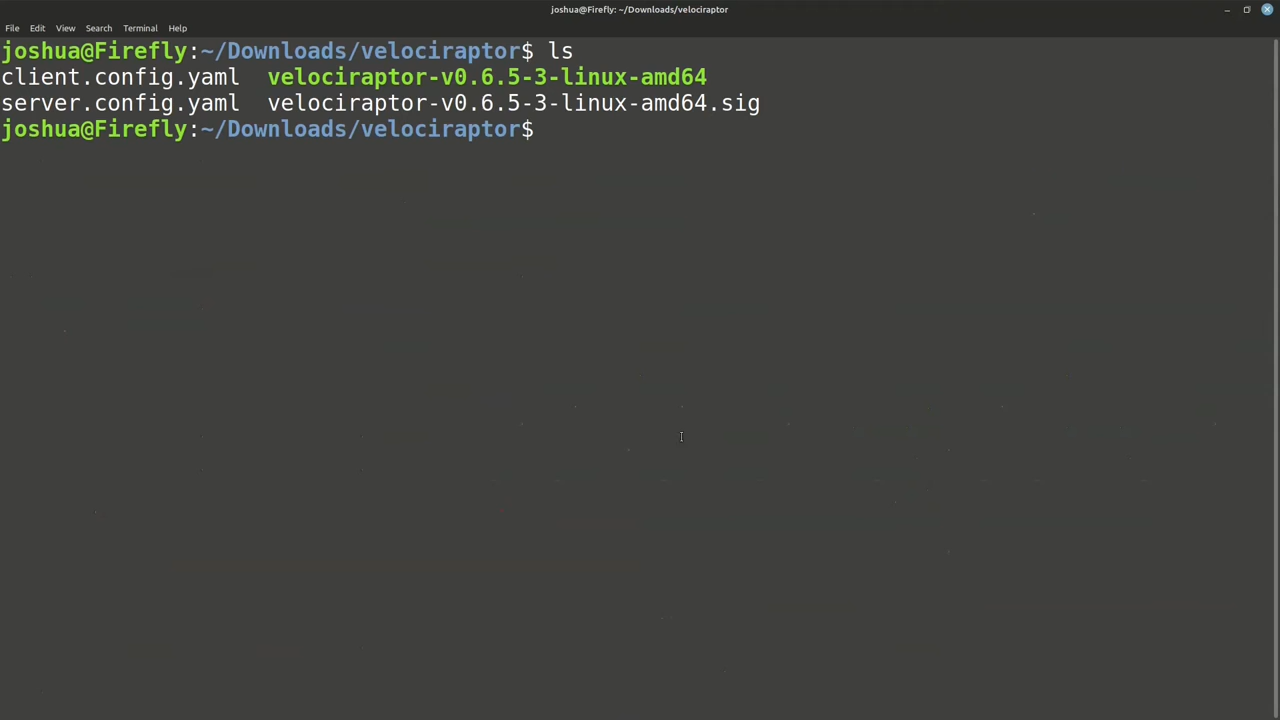 joshua@Firefly: ~/Downloads/velociraptor
File Edit View Search Terminal Help
joshua@Firefly:~/Downloads/velociraptor$ ls
client.config.yaml velociraptor-v0.6.5-3-linux-amd64
server.config.yaml velociraptor-v0.6.5-3-linux-amd64.sig
joshua@Firefly:~/Downloads/velociraptor$